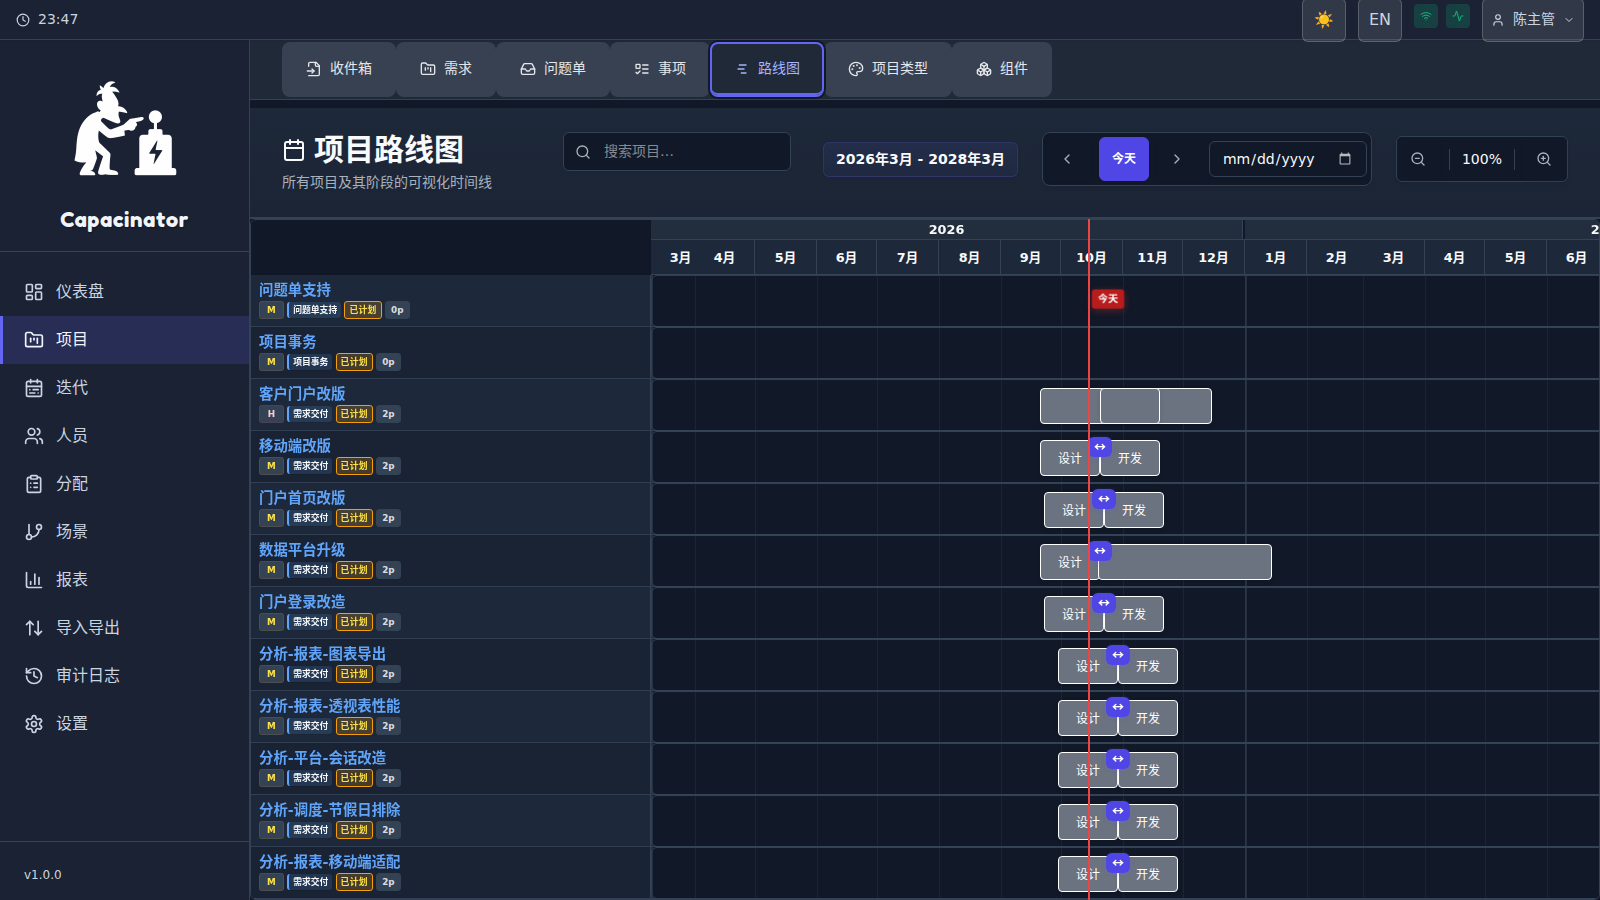 23:47
EN
陈主管
Capacinator
仪表盘
项目
迭代
人员
分配
场景
报表
导入导出
审计日志
设置
v1.0.0
收件箱
需求
问题单
事项
路线图
项目类型
组件
项目路线图
所有项目及其阶段的可视化时间线
搜索项目...
2026年3月 - 2028年3月
今天
mm/dd/yyyy
100%
2026
2
3月 4月 5月 6月 7月 8月 9月 10月 11月 12月 1月 2月 3月 4月 5月 6月
问题单支持
M 问题单支持 已计划 0p
今天
项目事务
M 项目事务 已计划 0p
客户门户改版
H 需求交付 已计划 2p
移动端改版
M 需求交付 已计划 2p
设计 开发
门户首页改版
M 需求交付 已计划 2p
设计 开发
数据平台升级
M 需求交付 已计划 2p
设计
门户登录改造
M 需求交付 已计划 2p
设计 开发
分析-报表-图表导出
M 需求交付 已计划 2p
设计 开发
分析-报表-透视表性能
M 需求交付 已计划 2p
设计 开发
分析-平台-会话改造
M 需求交付 已计划 2p
设计 开发
分析-调度-节假日排除
M 需求交付 已计划 2p
设计 开发
分析-报表-移动端适配
M 需求交付 已计划 2p
设计 开发